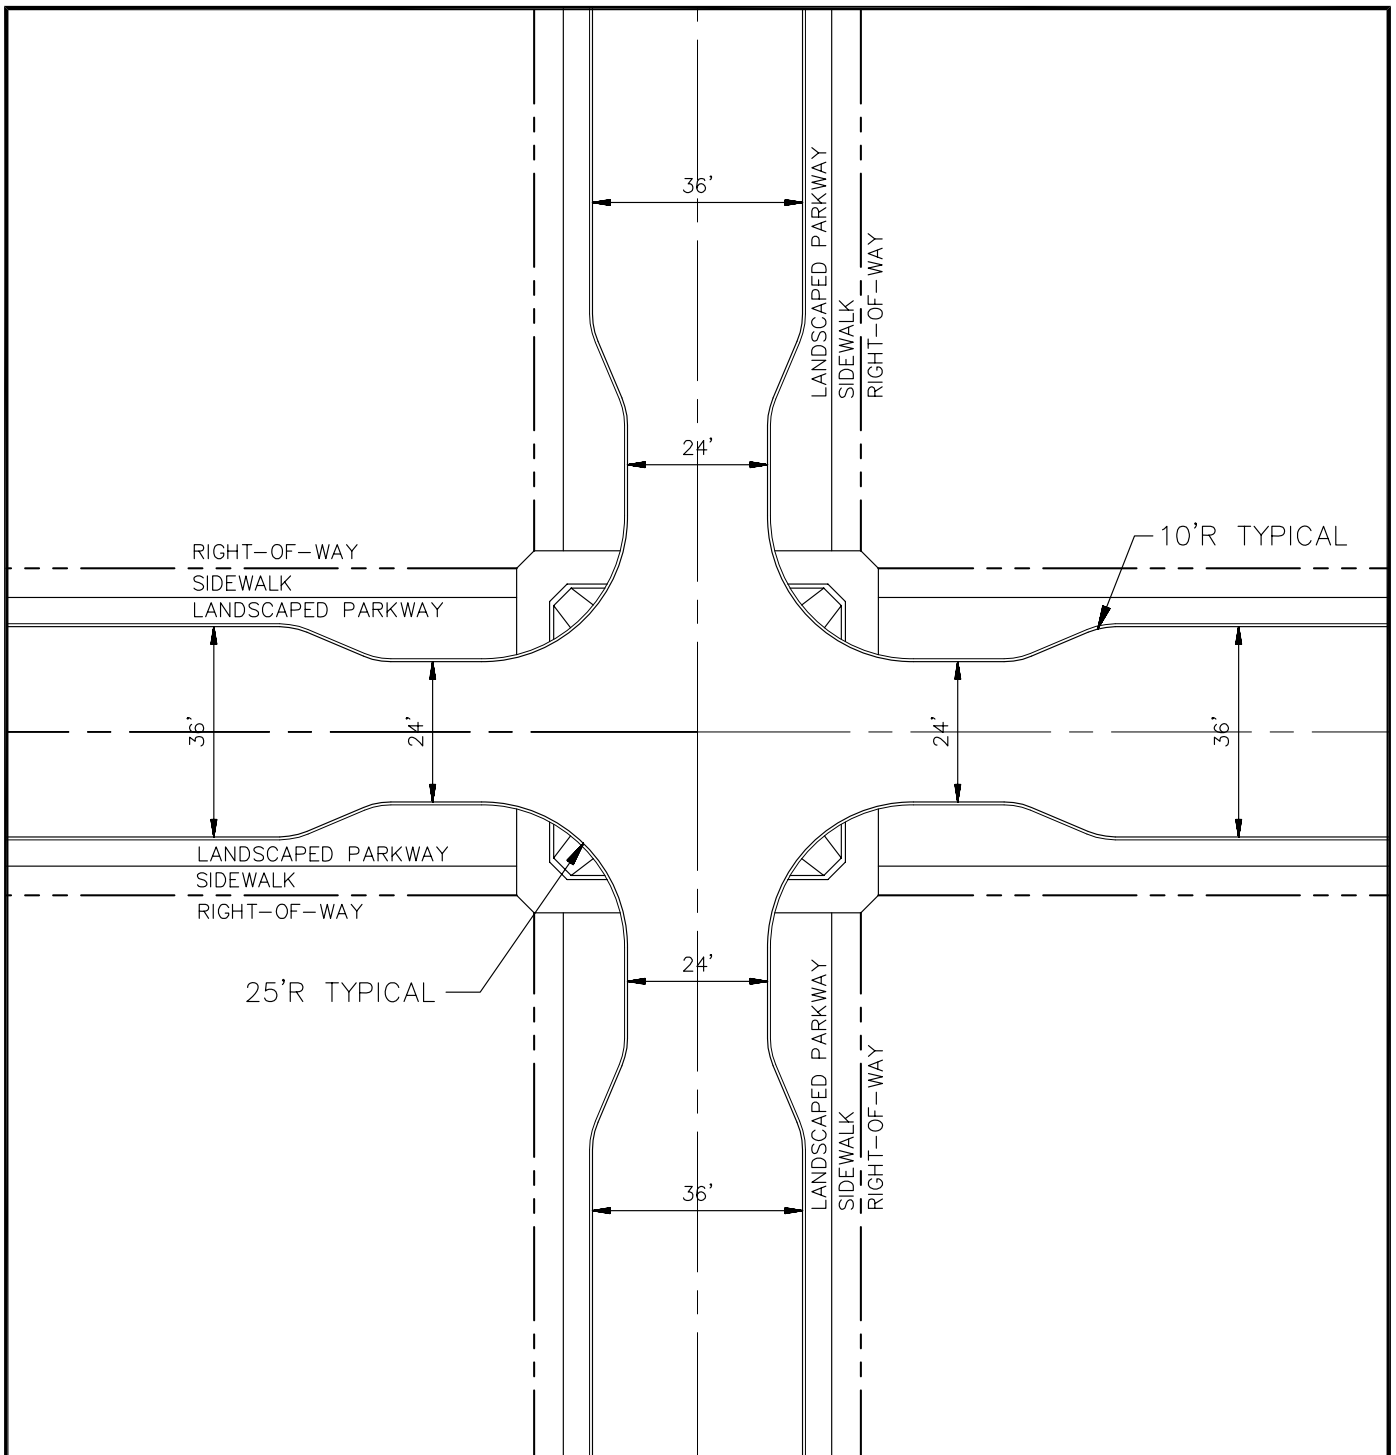 36'
LANDSCAPED PARKWAY
SIDEWALK
RIGHT-OF-WAY
24'
10'R TYPICAL
RIGHT-OF-WAY
SIDEWALK
LANDSCAPED PARKWAY
36'
24'
24'
36'
LANDSCAPED PARKWAY
SIDEWALK
RIGHT-OF-WAY
24'
25'R TYPICAL
LANDSCAPED PARKWAY
SIDEWALK
RIGHT-OF-WAY
36'